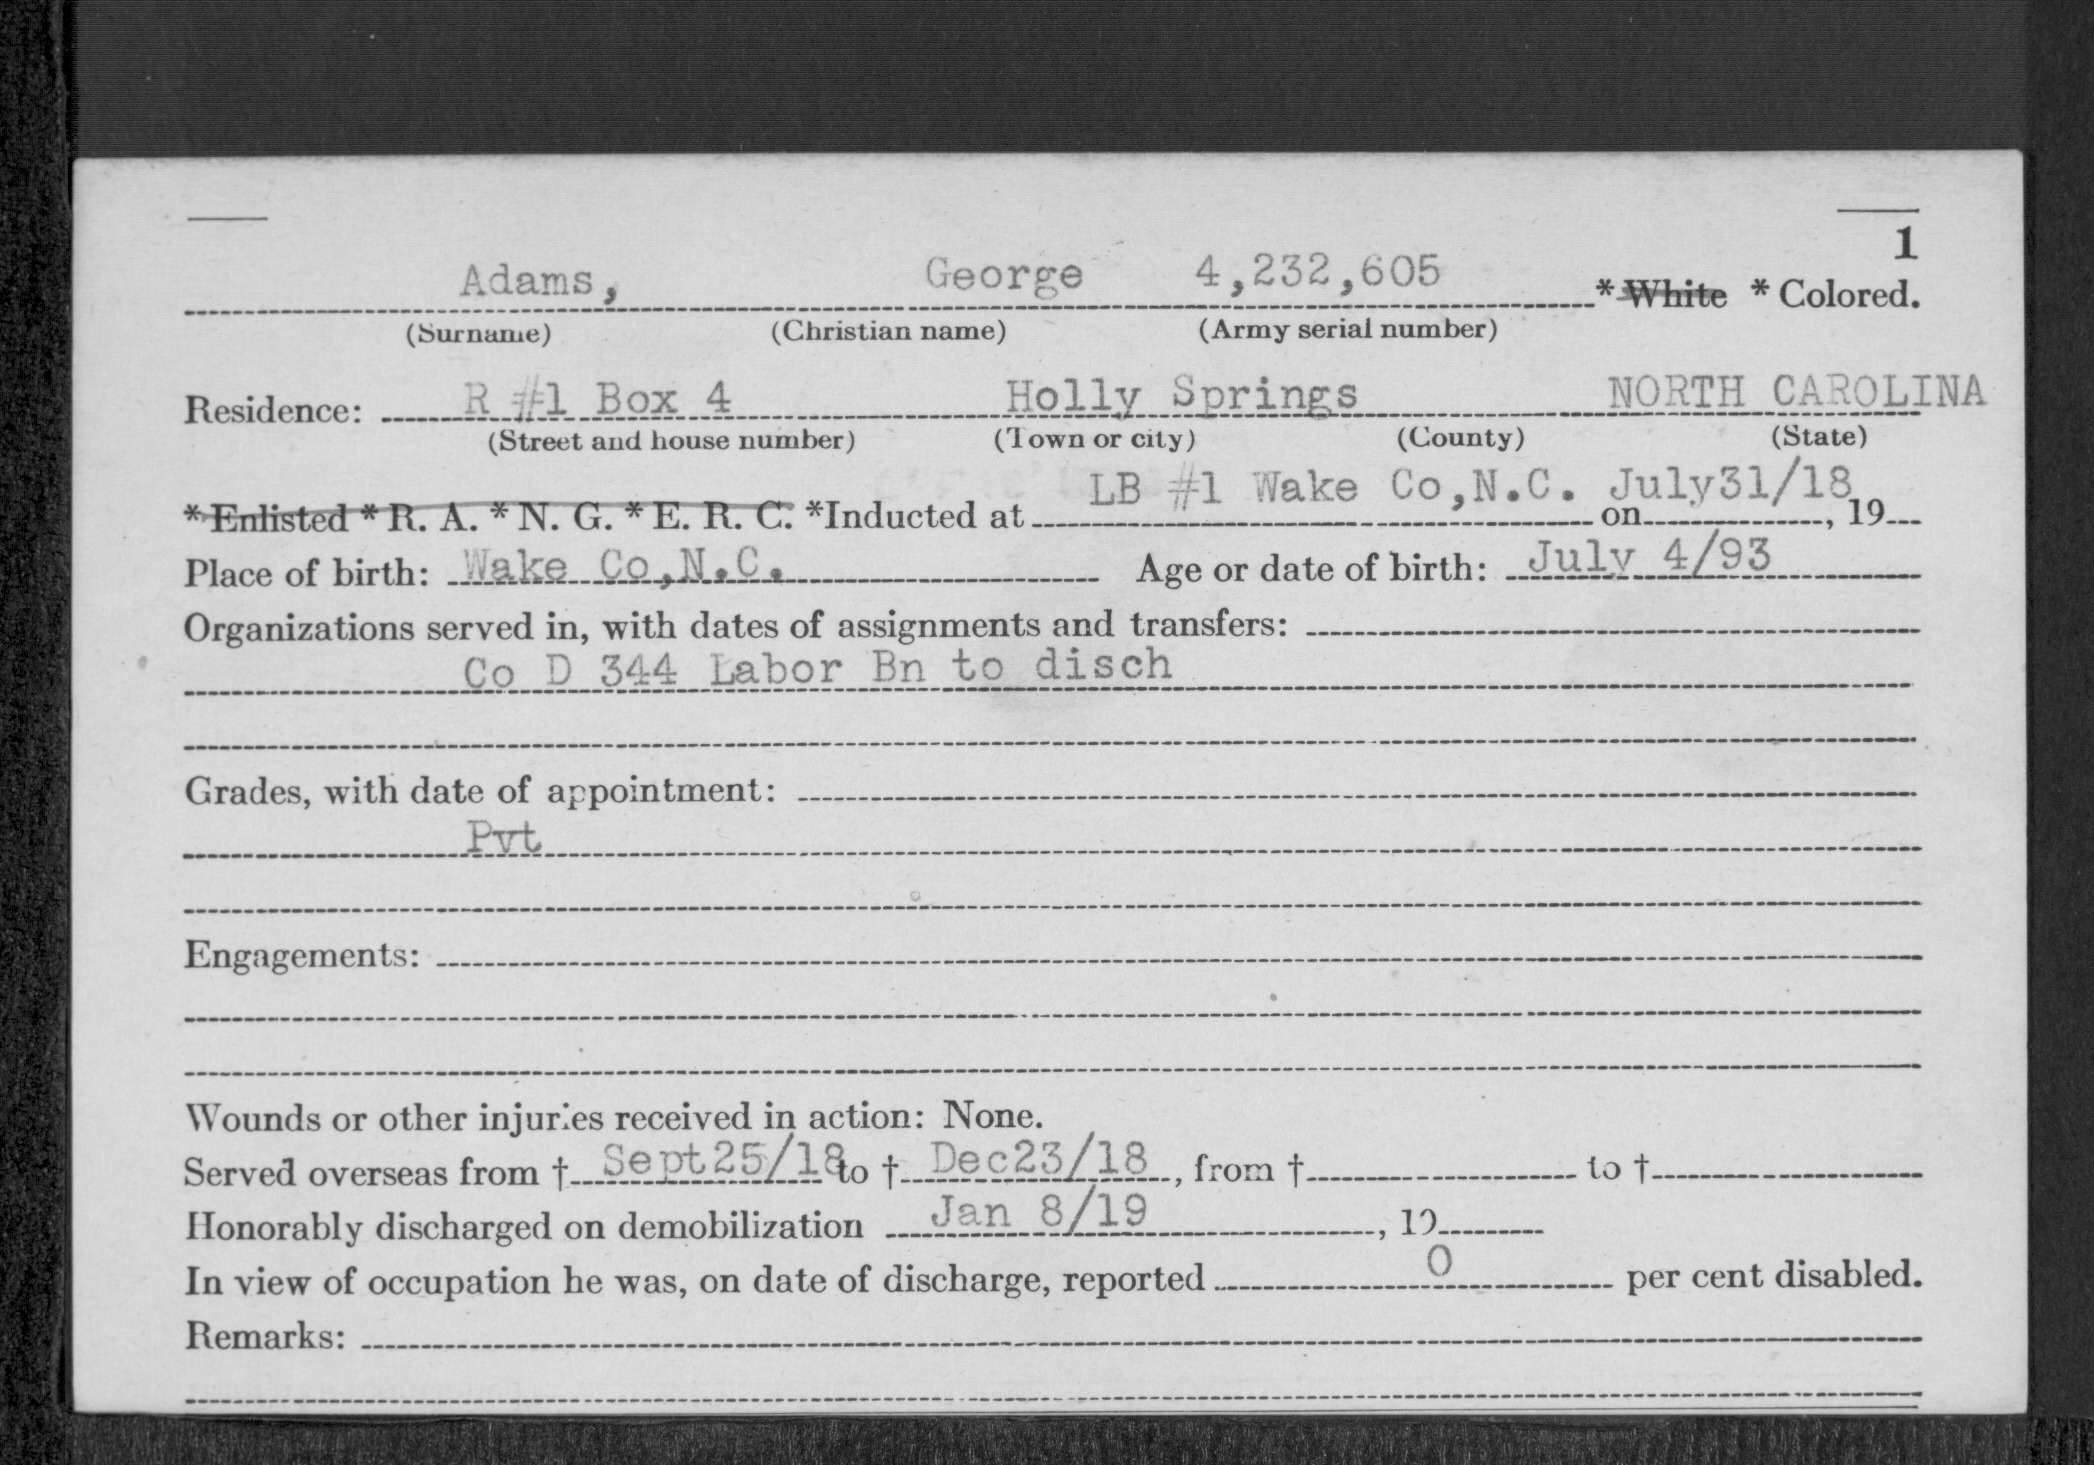 1
Adams, George 4,232,605 * White * Colored.
(Surname) (Christian name) (Army serial number)
Residence: R #1 Box 4 Holly Springs NORTH CAROLINA
(Street and house number) (Town or city) (County) (State)
LB #1 Wake Co,N.C. July31/18
* Enlisted * R. A. * N. G. * E. R. C. *Inducted at on , 19
Place of birth: Wake Co,N.C. Age or date of birth: July 4/93
Organizations served in, with dates of assignments and transfers:
Co D 344 Labor Bn to disch
Grades, with date of appointment:
Pvt
Engagements:
Wounds or other injuries received in action: None.
Served overseas from † Sept25/18 to † Dec23/18 , from † to †
Honorably discharged on demobilization Jan 8/19 , 19
In view of occupation he was, on date of discharge, reported 0 per cent disabled.
Remarks: